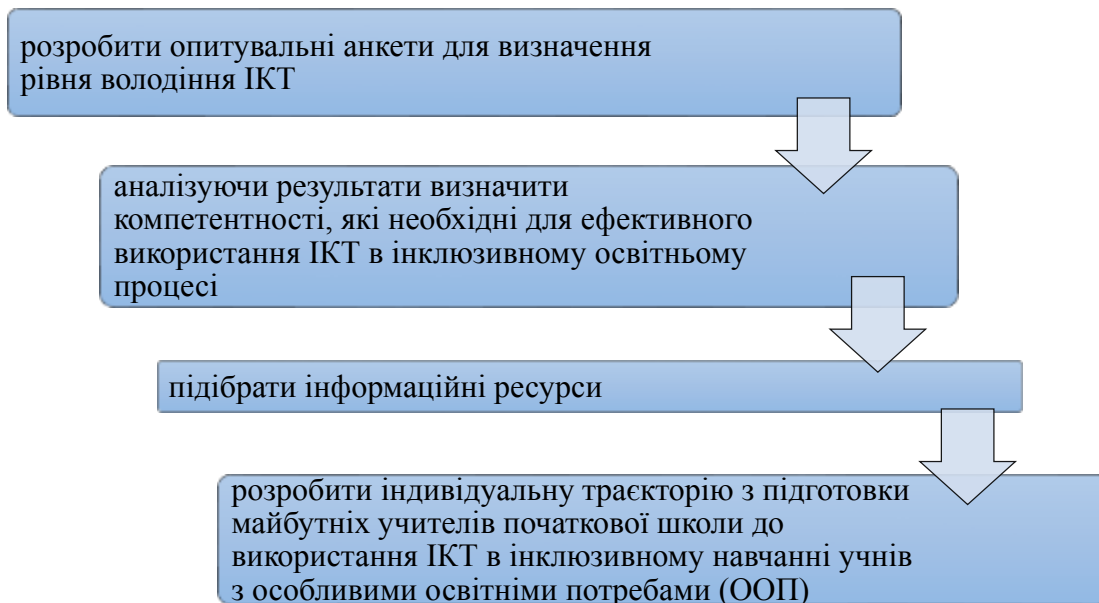 розробити опитувальні анкети для визначення
рівня володіння ІКТ
аналізуючи результати визначити
компетентності, які необхідні для ефективного
використання ІКТ в інклюзивному освітньому
процесі
підібрати інформаційні ресурси
розробити індивідуальну траєкторію з підготовки
майбутніх учителів початкової школи до
використання ІКТ в інклюзивному навчанні учнів
з особливими освітніми потребами (ООП)